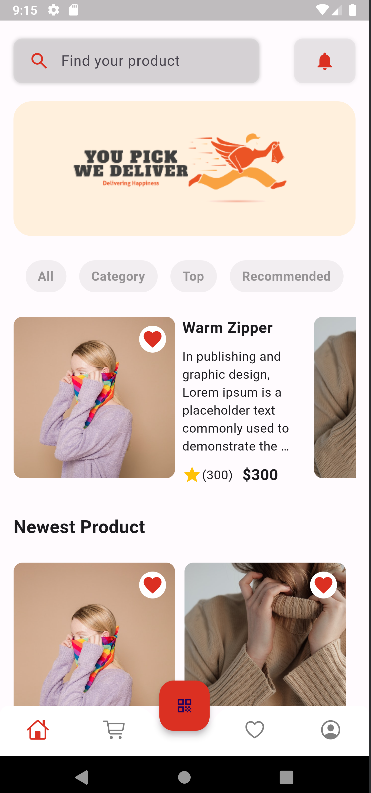 9:15
Find your product
YOU PICK
WE DELIVER
Delivering Happiness
All Category Top Recommended
Warm Zipper
In publishing and
graphic design,
Lorem ipsum is a
placeholder text
commonly used to
demonstrate the ...
(300) $300
Newest Product